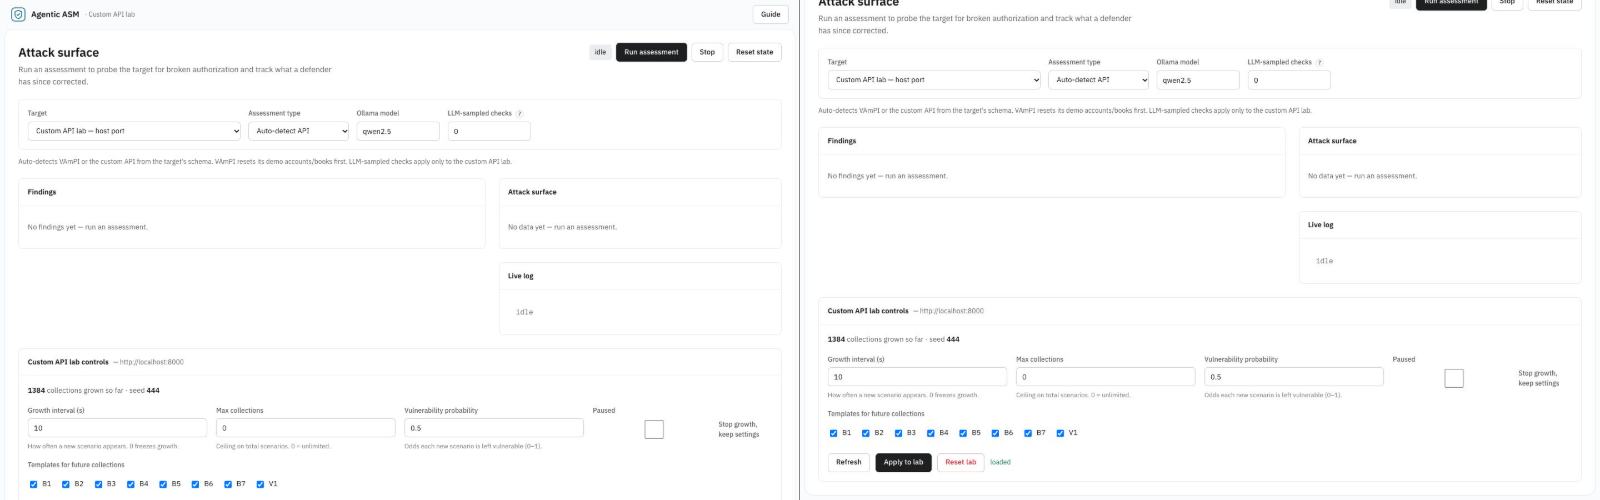 Agentic ASM · Custom API lab
Guide
Attack surface
idle
Run assessment
Stop
Reset state
Run an assessment to probe the target for broken authorization and track what a defender
has since corrected.
Target
Assessment type
Ollama model
LLM-sampled checks ?
Custom API lab — host port
Auto-detect API
qwen2.5
0
Auto-detects VAmPI or the custom API from the target's schema. VAmPI resets its demo accounts/books first. LLM-sampled checks apply only to the custom API lab.
Findings
No findings yet — run an assessment.
Attack surface
No data yet — run an assessment.
Live log
idle
Custom API lab controls — http://localhost:8000
1384 collections grown so far · seed 444
Growth interval (s)
Max collections
Vulnerability probability
Paused
10
0
0.5
Stop growth,
keep settings
How often a new scenario appears. 0 freezes growth.
Ceiling on total scenarios. 0 = unlimited.
Odds each new scenario is left vulnerable (0–1).
Templates for future collections
B1 B2 B3 B4 B5 B6 B7 V1
Attack surface
idle
Run assessment
Stop
Reset state
Run an assessment to probe the target for broken authorization and track what a defender
has since corrected.
Target
Assessment type
Ollama model
LLM-sampled checks ?
Custom API lab — host port
Auto-detect API
qwen2.5
0
Auto-detects VAmPI or the custom API from the target's schema. VAmPI resets its demo accounts/books first. LLM-sampled checks apply only to the custom API lab.
Findings
No findings yet — run an assessment.
Attack surface
No data yet — run an assessment.
Live log
idle
Custom API lab controls — http://localhost:8000
1384 collections grown so far · seed 444
Growth interval (s)
Max collections
Vulnerability probability
Paused
10
0
0.5
Stop growth,
keep settings
How often a new scenario appears. 0 freezes growth.
Ceiling on total scenarios. 0 = unlimited.
Odds each new scenario is left vulnerable (0–1).
Templates for future collections
B1 B2 B3 B4 B5 B6 B7 V1
Refresh
Apply to lab
Reset lab
loaded